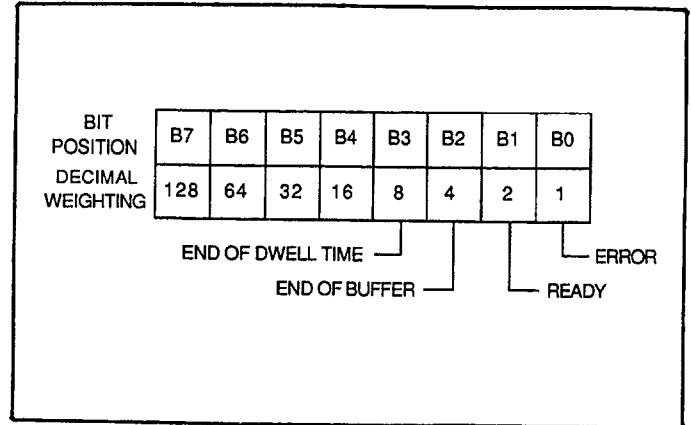 BIT
POSITION
B7 B6 B5 B4 B3 B2 B1 B0
DECIMAL
WEIGHTING
128 64 32 16 8 4 2 1
END OF DWELL TIME
ERROR
END OF BUFFER
READY